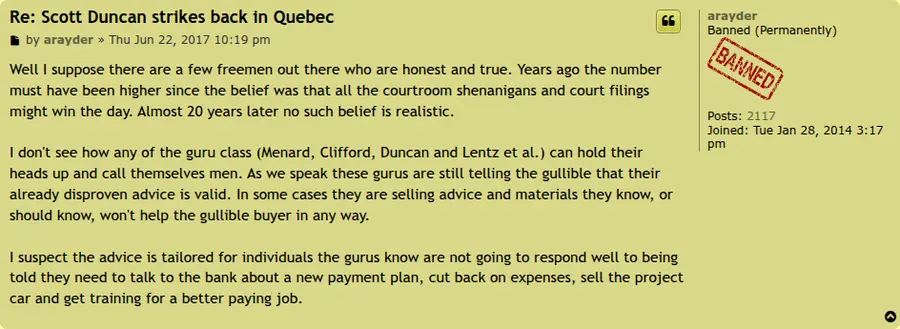 Re: Scott Duncan strikes back in Quebec
by arayder » Thu Jun 22, 2017 10:19 pm
Well I suppose there are a few freemen out there who are honest and true. Years ago the number
must have been higher since the belief was that all the courtroom shenanigans and court filings
might win the day. Almost 20 years later no such belief is realistic.
I don't see how any of the guru class (Menard, Clifford, Duncan and Lentz et al.) can hold their
heads up and call themselves men. As we speak these gurus are still telling the gullible that their
already disproven advice is valid. In some cases they are selling advice and materials they know, or
should know, won't help the gullible buyer in any way.
I suspect the advice is tailored for individuals the gurus know are not going to respond well to being
told they need to talk to the bank about a new payment plan, cut back on expenses, sell the project
car and get training for a better paying job.
arayder
Banned (Permanently)
BANNED
Posts: 2117
Joined: Tue Jan 28, 2014 3:17
pm